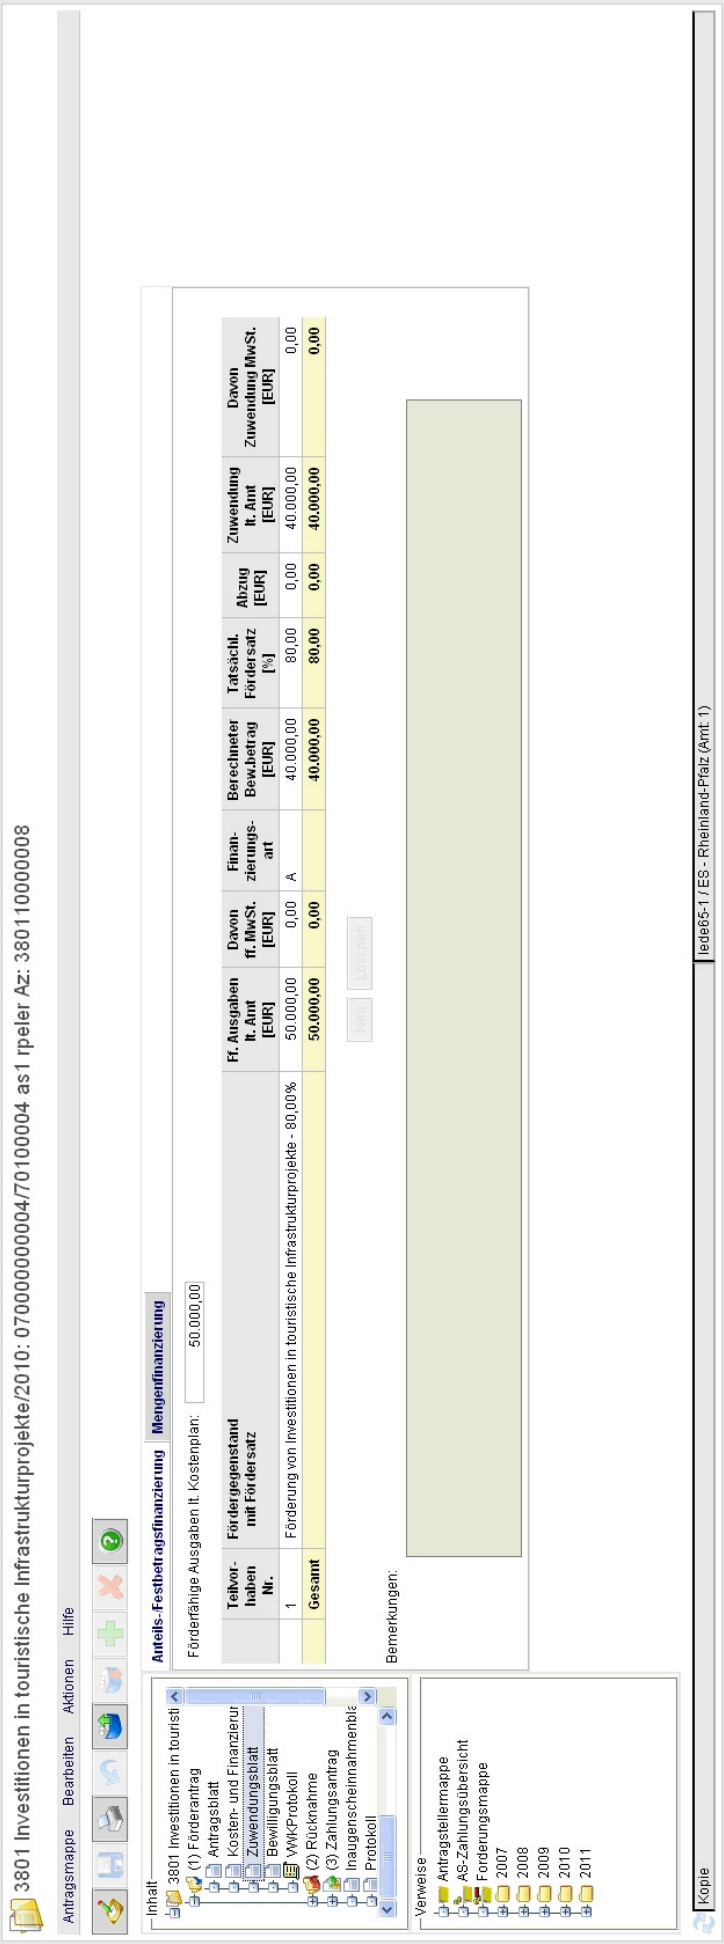 3801 Investitionen in touristische Infrastrukturprojekte/2010: 070000000004/70100004 as1 rpeler Az: 380110000008
Antragsmappe Bearbeiten Aktionen Hilfe
Inhalt
3801 Investitionen in touristi
(1) Förderantrag
Antragsblatt
Kosten- und Finanzierur
Zuwendungsblatt
Bewilligungsblatt
VWKProtokoll
(2) Rücknahme
(3) Zahlungsantrag
Inaugenscheinnahmenbla
Protokoll
Verweise
Antragstellermappe
AS-Zahlungsübersicht
Forderungsmappe
2007
2008
2009
2010
2011
Anteils-/Festbetragsfinanzierung Mengenfinanzierung
Förderfähige Ausgaben lt. Kostenplan: 50.000,00
Teilvor- Fördergegenstand Ff. Ausgaben Davon Finan- Berechneter Tatsächl. Abzug Zuwendung Davon
haben mit Fördersatz lt. Amt ff. MwSt. zierungs- Bew.betrag Fördersatz [EUR] lt. Amt Zuwendung MwSt.
Nr. [EUR] [EUR] art [EUR] [%] [EUR] [EUR]
1 Förderung von Investitionen in touristische Infrastrukturprojekte - 80,00% 50.000,00 0,00 A 40.000,00 80,00 0,00 40.000,00 0,00
Gesamt 50.000,00 0,00 40.000,00 80,00 0,00 40.000,00 0,00
Neu Löschen
Bemerkungen:
Kopie
lede65-1 / ES - Rheinland-Pfalz (Amt: 1)